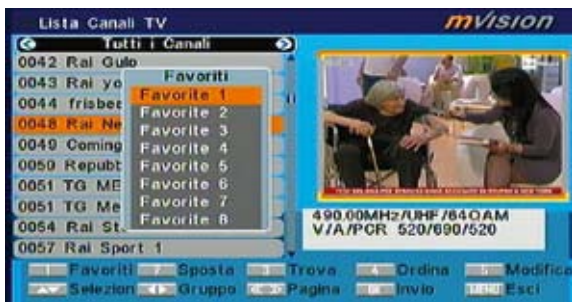 Lista Canali TV
mVision
Tutti i Canali
0042 Rai Gulp
0043 Rai yo
0044 frisbee
0048 Rai Ne
0049 Coming
0050 Repubb
0051 TG ME
0051 TG Me
0054 Rai St
0057 Rai Sport 1
Favoriti
Favorite 1
Favorite 2
Favorite 3
Favorite 4
Favorite 5
Favorite 6
Favorite 7
Favorite 8
490.00MHz/UHF/64QAM
V/A/PCR 520/690/520
Favoriti Sposta Trova Ordina Modifica
Selezion Gruppo Pagina Invio MENU Esci